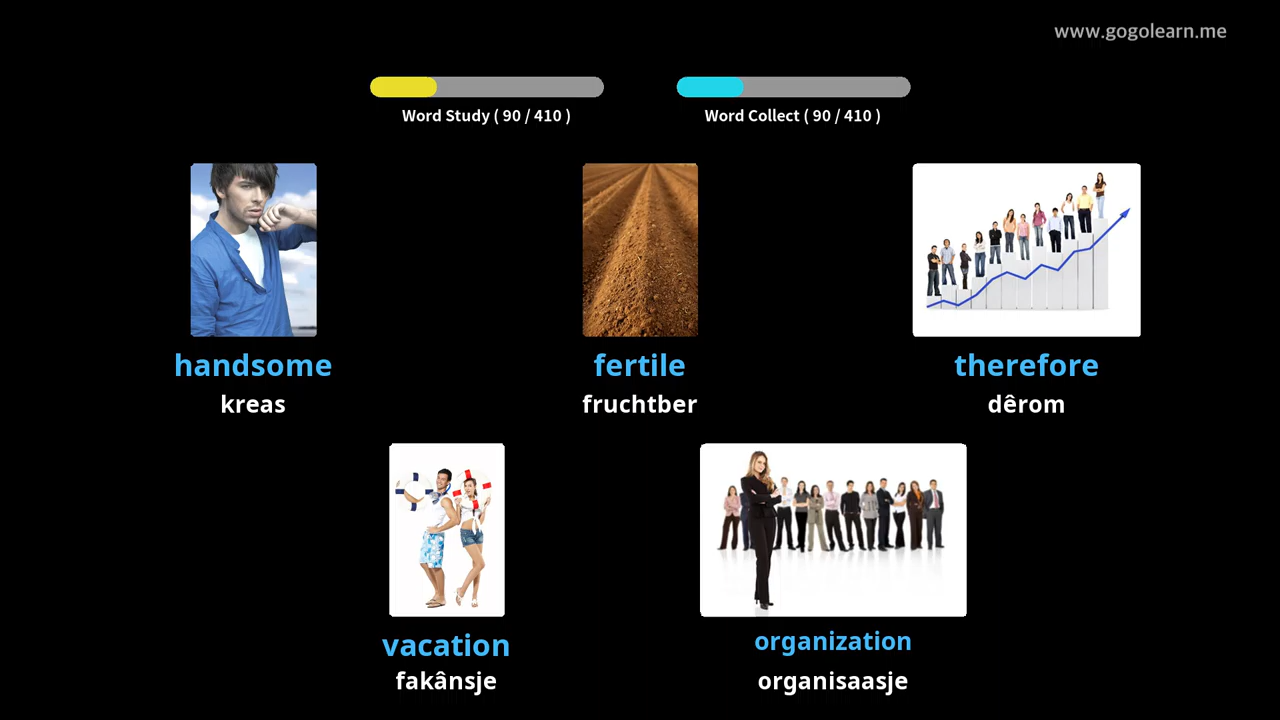 www.gogolearn.me
Word Study ( 90 / 410 )
Word Collect ( 90 / 410 )
handsome
kreas
fertile
fruchtber
therefore
dêrom
vacation
fakânsje
organization
organisaasje